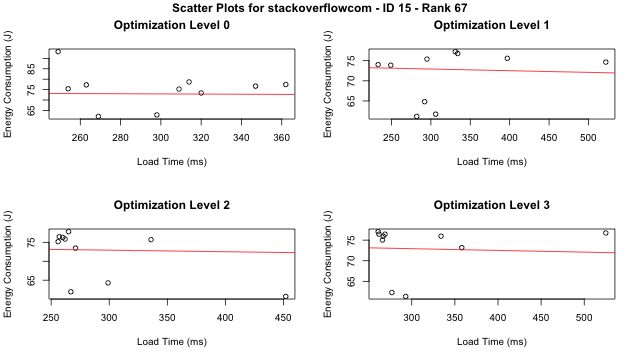 Scatter Plots for stackoverflowcom - ID 15 - Rank 67
Optimization Level 0
Energy Consumption (J)
65 75 85
260 280 300 320 340 360
Load Time (ms)
Optimization Level 1
Energy Consumption (J)
65 70 75
250 300 350 400 450 500
Load Time (ms)
Optimization Level 2
Energy Consumption (J)
65 75
250 300 350 400 450
Load Time (ms)
Optimization Level 3
Energy Consumption (J)
65 70 75
300 350 400 450 500
Load Time (ms)